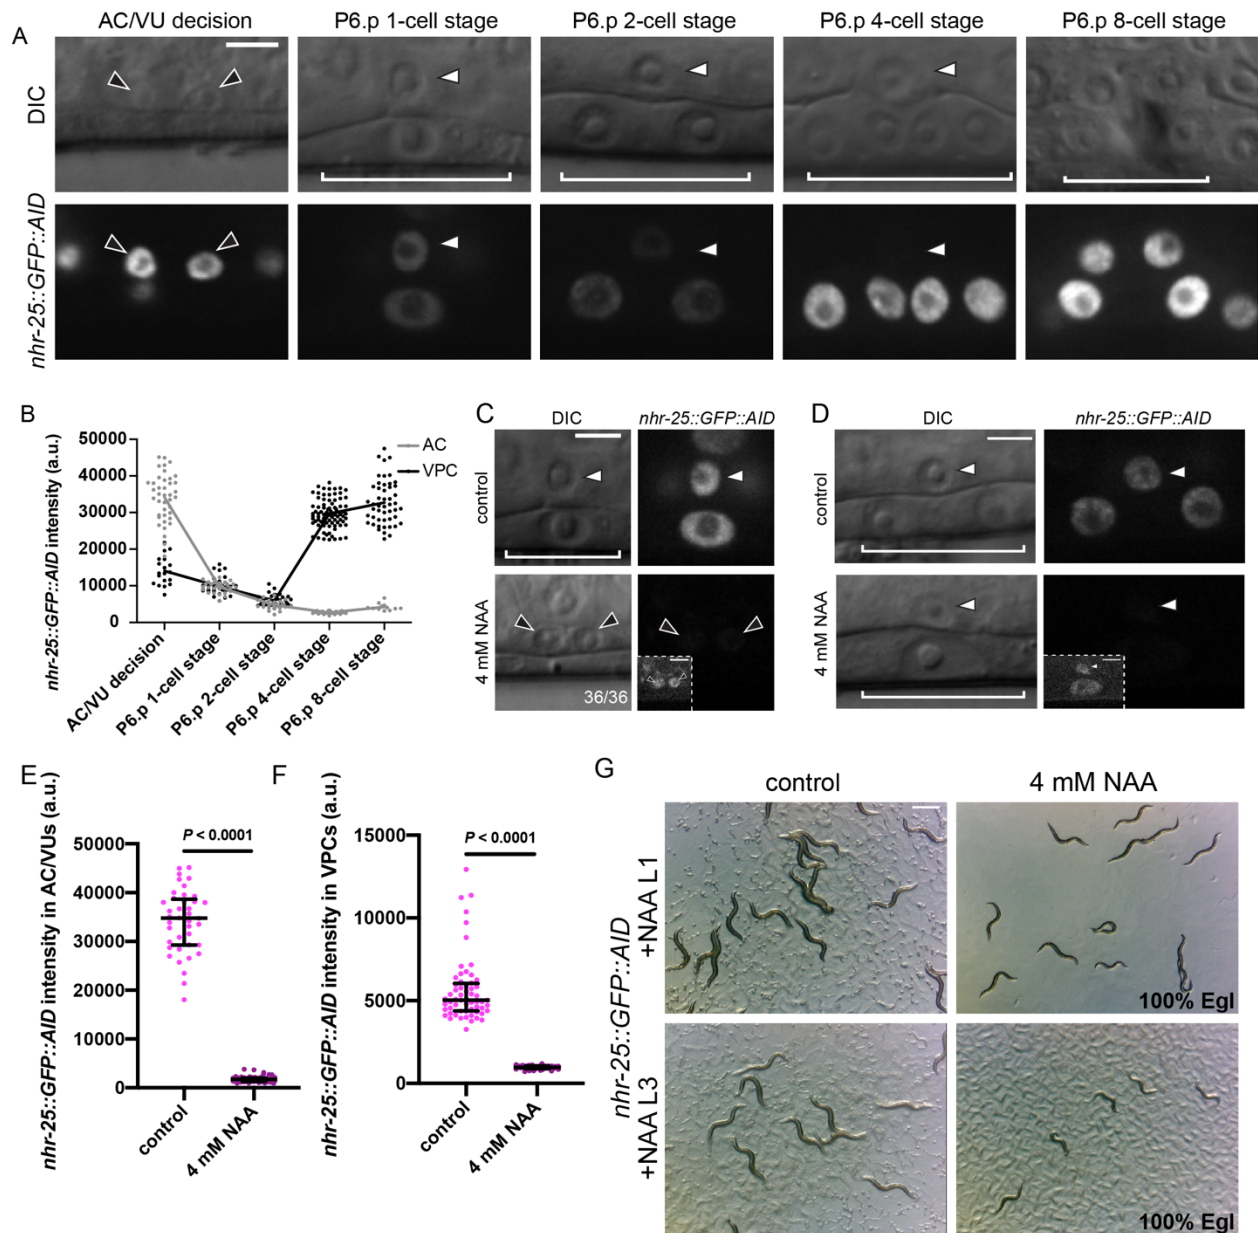 A
AC/VU decision
P6.p 1-cell stage
P6.p 2-cell stage
P6.p 4-cell stage
P6.p 8-cell stage
DIC
nhr-25::GFP::AID
B
nhr-25::GFP::AID intensity (a.u.)
50000
40000
30000
20000
10000
0
AC
VPC
AC/VU decision
P6.p 1-cell stage
P6.p 2-cell stage
P6.p 4-cell stage
P6.p 8-cell stage
C
DIC
nhr-25::GFP::AID
control
4 mM NAA
36/36
D
DIC
nhr-25::GFP::AID
control
4 mM NAA
E
nhr-25::GFP::AID intensity in AC/VUs (a.u.)
P < 0.0001
50000
40000
30000
20000
10000
0
control
4 mM NAA
F
nhr-25::GFP::AID intensity in VPCs (a.u.)
P < 0.0001
15000
10000
5000
0
control
4 mM NAA
G
control
4 mM NAA
nhr-25::GFP::AID
+NAA L1
100% Egl
+NAA L3
100% Egl